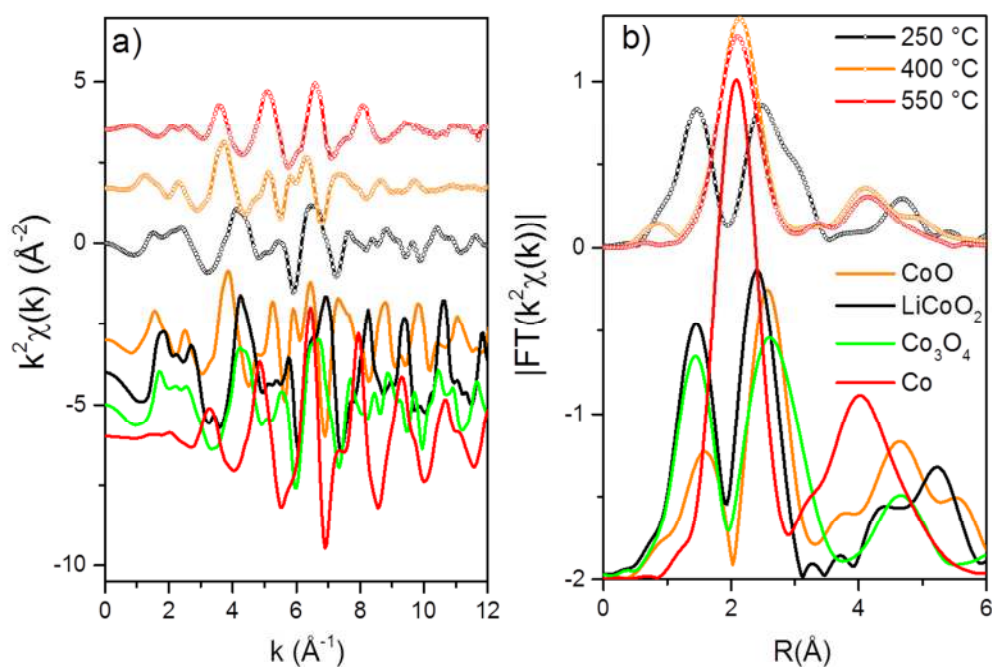 a)
k²χ(k) (Å⁻²)
5
0
-5
-10
0 2 4 6 8 10 12
k (Å⁻¹)
b)
|FT(k²χ(k))|
1
0
-1
-2
0 2 4 6
R(Å)
250 °C
400 °C
550 °C
CoO
LiCoO₂
Co₃O₄
Co